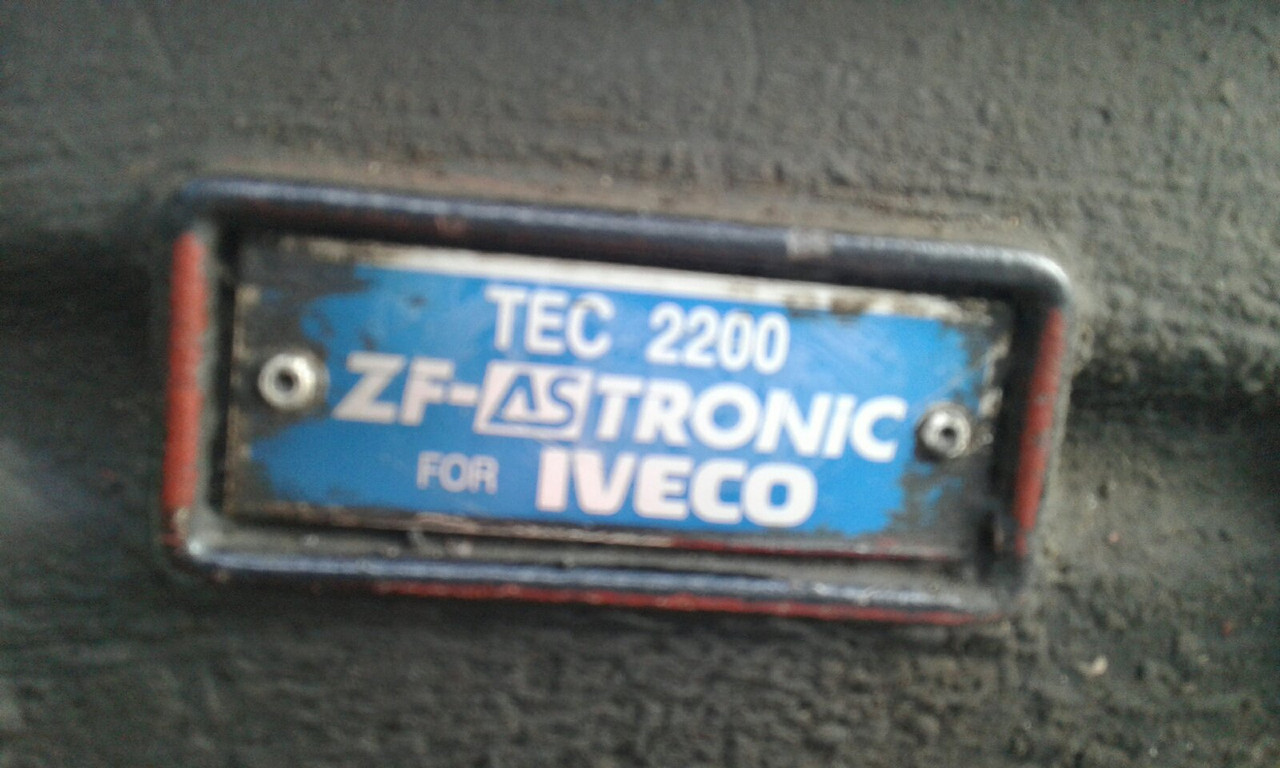 TEC 2200
ZF-ASTRONIC
FOR IVECO